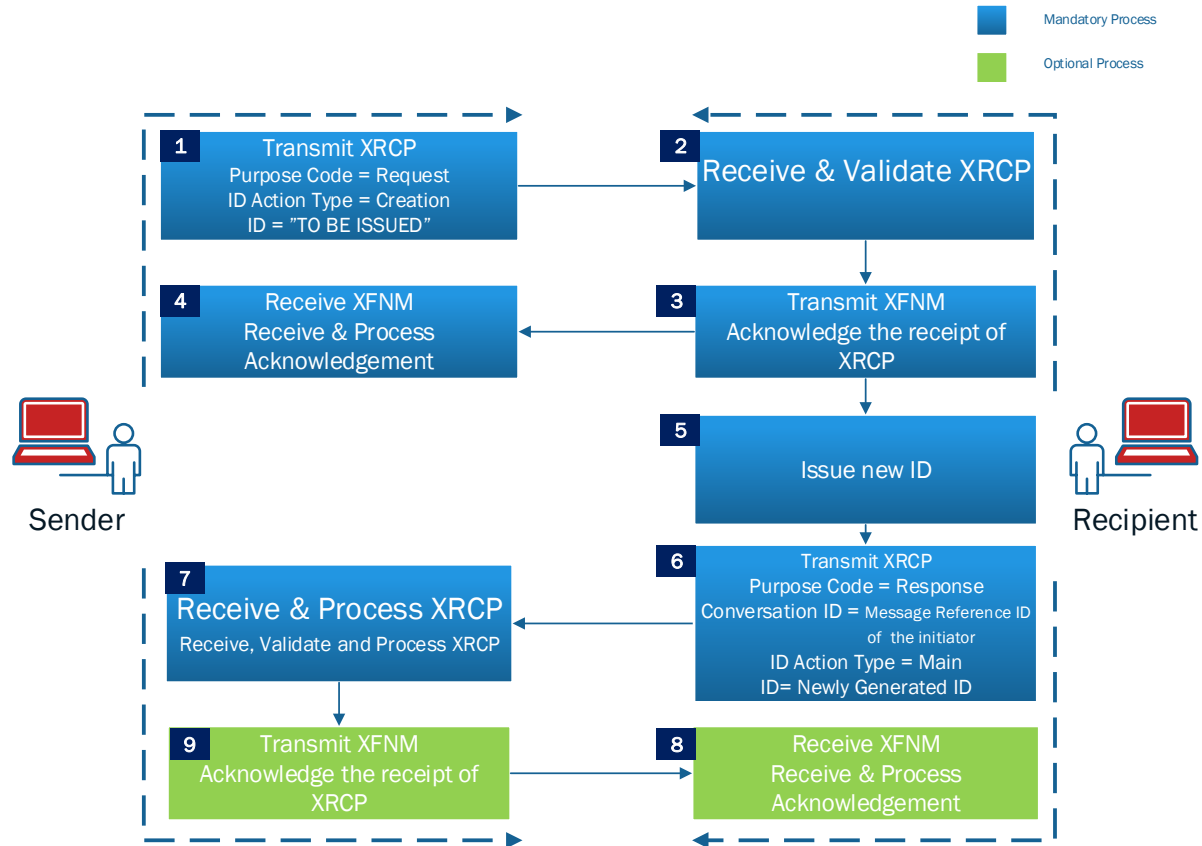 Mandatory Process
Optional Process
1
Transmit XRCP
Purpose Code = Request
ID Action Type = Creation
ID = ”TO BE ISSUED”
2
Receive & Validate XRCP
4
Receive XFNM
Receive & Process
Acknowledgement
3
Transmit XFNM
Acknowledge the receipt of
XRCP
5
Issue new ID
Sender
Recipient
6
Transmit XRCP
Purpose Code = Response
Conversation ID = Message Reference ID
of the initiator
ID Action Type = Main
ID= Newly Generated ID
7
Receive & Process XRCP
Receive, Validate and Process XRCP
9
Transmit XFNM
Acknowledge the receipt of
XRCP
8
Receive XFNM
Receive & Process
Acknowledgement